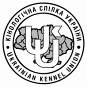 КІНОЛОГІЧНА СПІЛКА УКРАЇНИ
UKRAINIAN KENNEL UNION